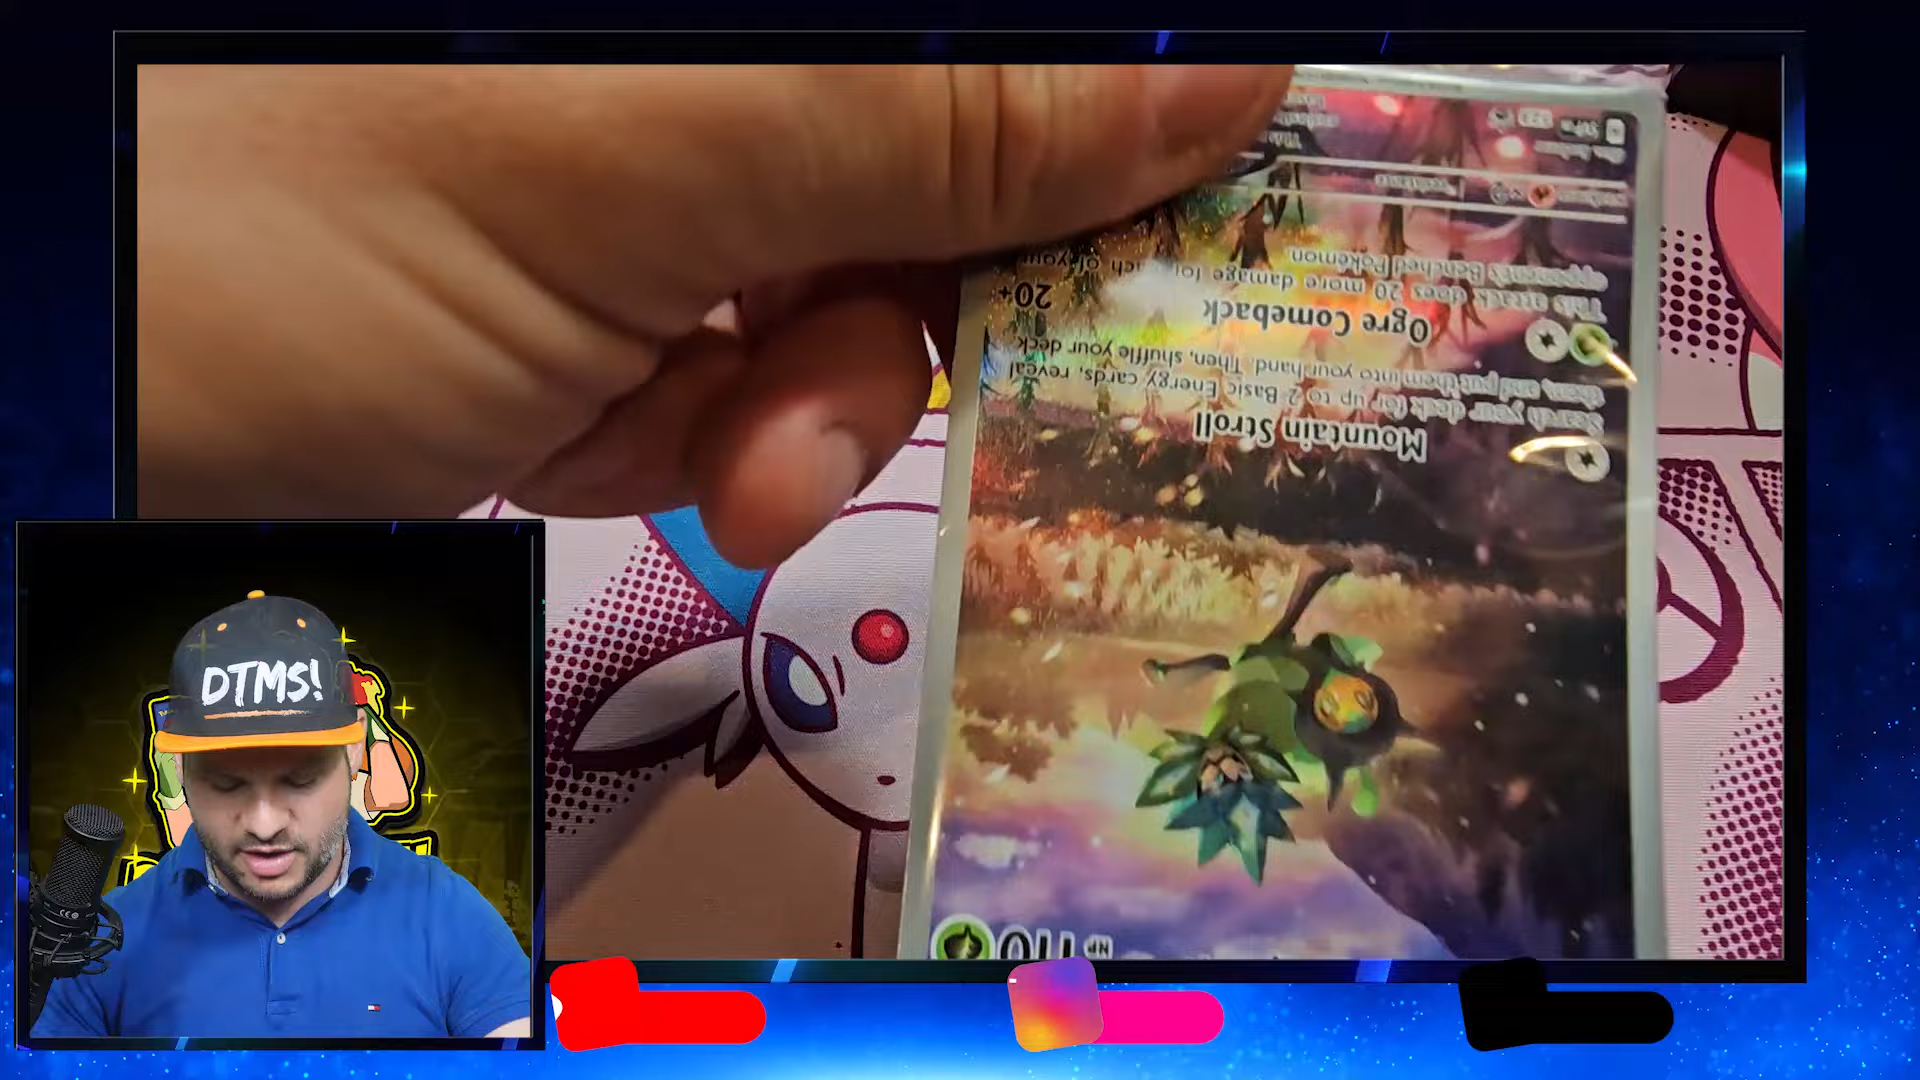 DTMS!
HP 110
Mountain Stroll
Search your deck for up to 2 Basic Energy cards, reveal
them, and put them into your hand. Then, shuffle your deck.
Ogre Comeback 20+
This attack does 20 more damage for each of your
opponent's Benched Pokémon.
resistance